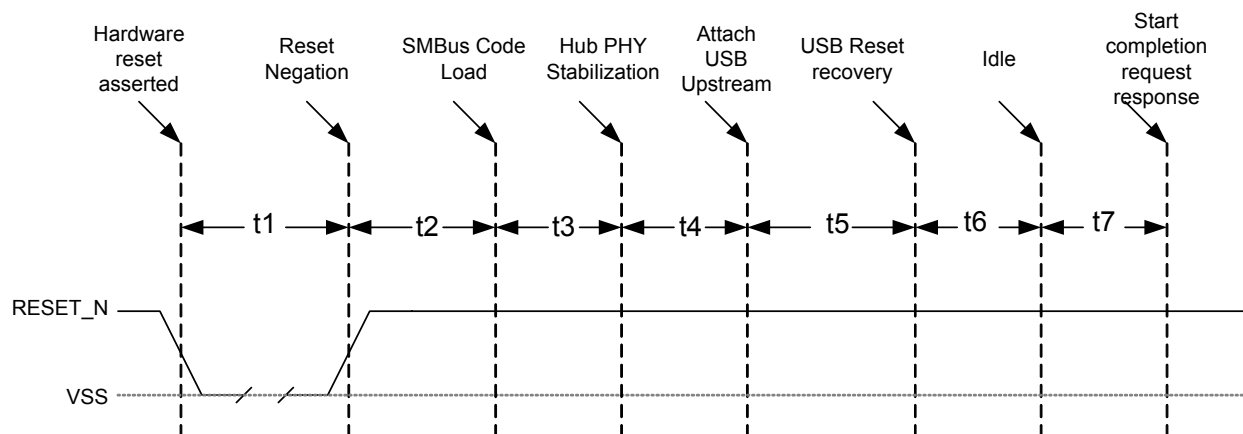 Hardware
reset
asserted
Reset
Negation
SMBus Code
Load
Hub PHY
Stabilization
Attach
USB
Upstream
USB Reset
recovery
Idle
Start
completion
request
response
t1
t2
t3
t4
t5
t6
t7
RESET_N
VSS